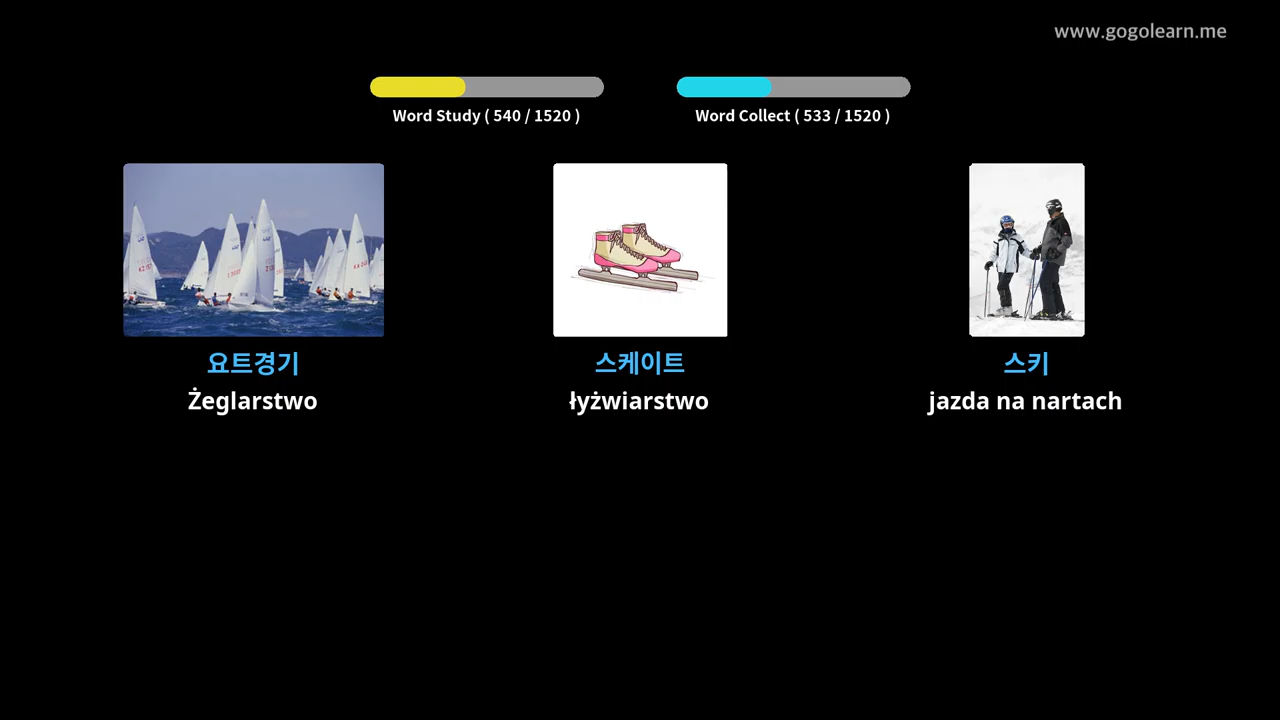 www.gogolearn.me
Word Study ( 540 / 1520 )
Word Collect ( 533 / 1520 )
요트경기
스케이트
스키
Żeglarstwo
łyżwiarstwo
jazda na nartach